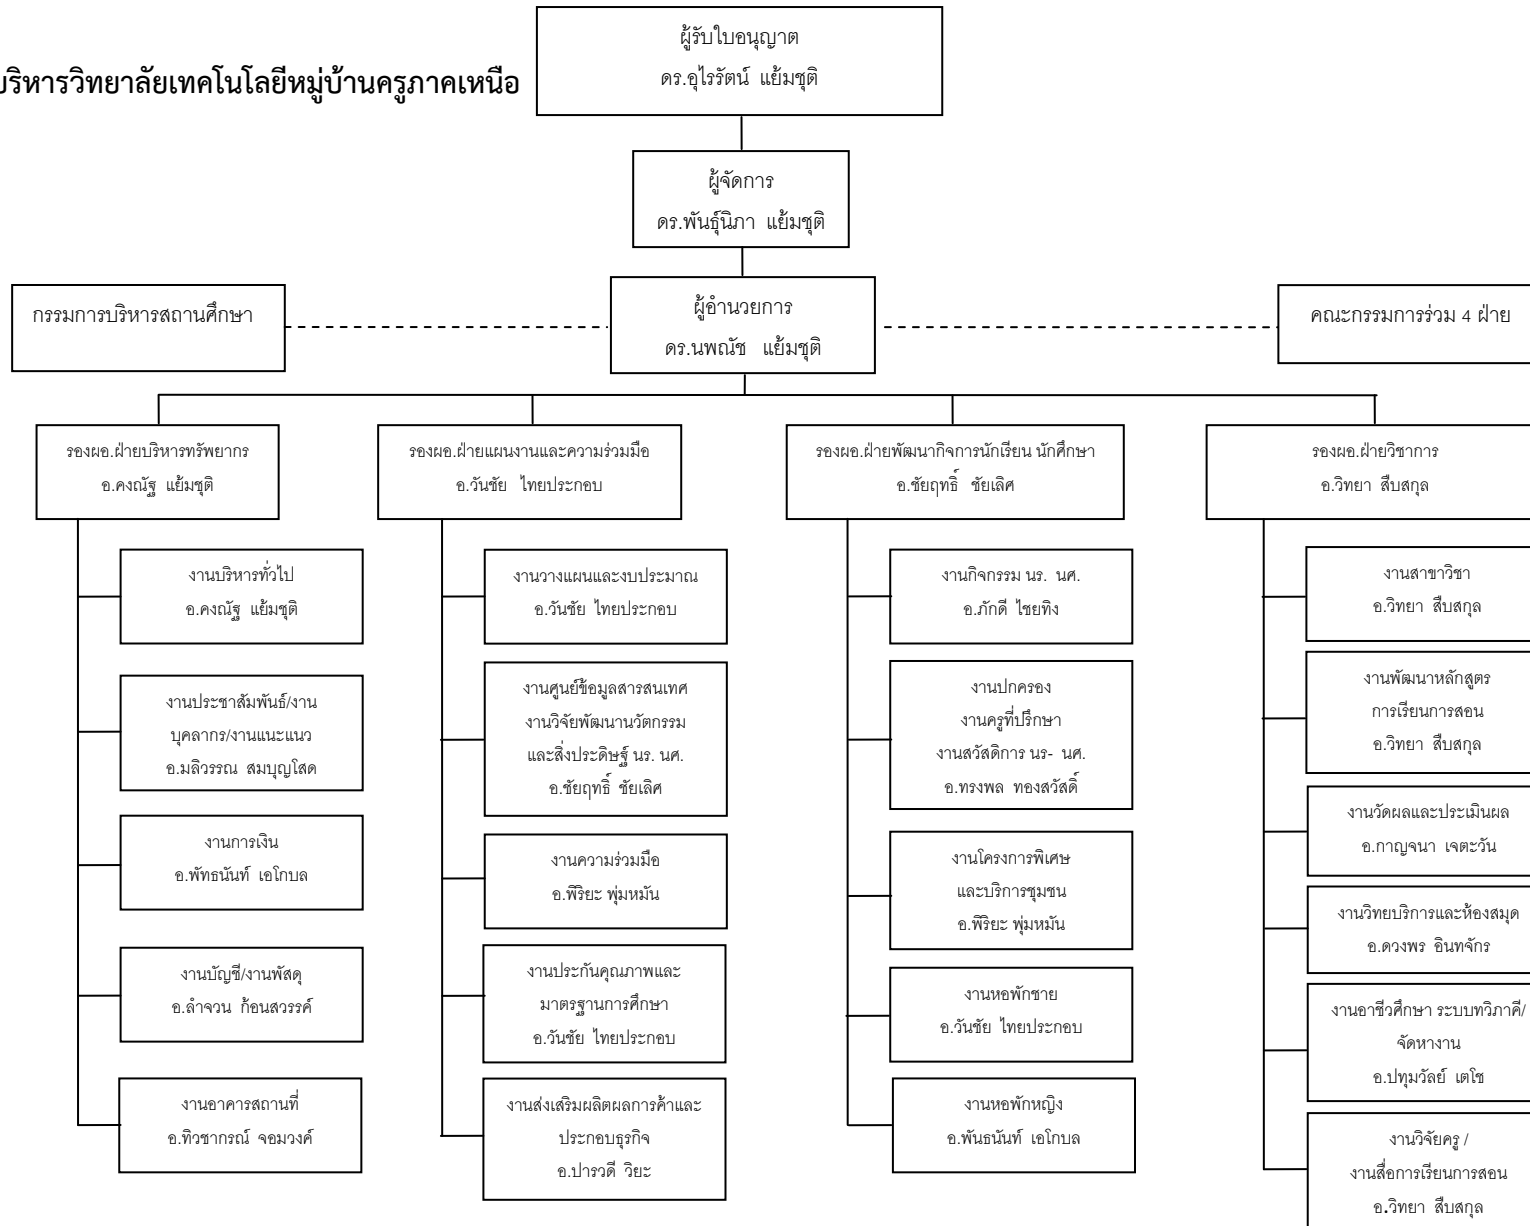 ผู้รับใบอนุญาต
ดร.อุไรรัตน์ แย้มชุติ
บริหารวิทยาลัยเทคโนโลยีหมู่บ้านครูภาคเหนือ
ผู้จัดการ
ดร.พันธุ์นิภา แย้มชุติ
กรรมการบริหารสถานศึกษา
ผู้อำนวยการ
ดร.นพณัช แย้มชุติ
คณะกรรมการร่วม 4 ฝ่าย
รองผอ.ฝ่ายบริหารทรัพยากร
อ.คงณัฐ แย้มชุติ
งานบริหารทั่วไป
อ.คงณัฐ แย้มชุติ
งานประชาสัมพันธ์/งาน
บุคลากร/งานแนะแนว
อ.มลิวรรณ สมบุญโสด
งานการเงิน
อ.พัทธนันท์ เอโกบล
งานบัญชี/งานพัสดุ
อ.ลำจวน ก้อนสวรรค์
งานอาคารสถานที่
อ.ทิวชากรณ์ จอมวงค์
รองผอ.ฝ่ายแผนงานและความร่วมมือ
อ.วันชัย ไทยประกอบ
งานวางแผนและงบประมาณ
อ.วันชัย ไทยประกอบ
งานศูนย์ข้อมูลสารสนเทศ
งานวิจัยพัฒนานวัตกรรม
และสิ่งประดิษฐ์ นร. นศ.
อ.ชัยฤทธิ์ ชัยเลิศ
งานความร่วมมือ
อ.พิริยะ พุ่มหมัน
งานประกันคุณภาพและ
มาตรฐานการศึกษา
อ.วันชัย ไทยประกอบ
งานส่งเสริมผลิตผลการค้าและ
ประกอบธุรกิจ
อ.ปารวดี วิยะ
รองผอ.ฝ่ายพัฒนากิจการนักเรียน นักศึกษา
อ.ชัยฤทธิ์ ชัยเลิศ
งานกิจกรรม นร. นศ.
อ.ภักดี ไชยทิง
งานปกครอง
งานครูที่ปรึกษา
งานสวัสดิการ นร- นศ.
อ.ทรงพล ทองสวัสดิ์
งานโครงการพิเศษ
และบริการชุมชน
อ.พิริยะ พุ่มหมัน
งานหอพักชาย
อ.วันชัย ไทยประกอบ
งานหอพักหญิง
อ.พันธนันท์ เอโกบล
รองผอ.ฝ่ายวิชาการ
อ.วิทยา สืบสกุล
งานสาขาวิชา
อ.วิทยา สืบสกุล
งานพัฒนาหลักสูตร
การเรียนการสอน
อ.วิทยา สืบสกุล
งานวัดผลและประเมินผล
อ.กาญจนา เจตะวัน
งานวิทยบริการและห้องสมุด
อ.ดวงพร อินทจักร
งานอาชีวศึกษา ระบบทวิภาคี/
จัดหางาน
อ.ปทุมวัลย์ เตโช
งานวิจัยครู /
งานสื่อการเรียนการสอน
อ.วิทยา สืบสกุล